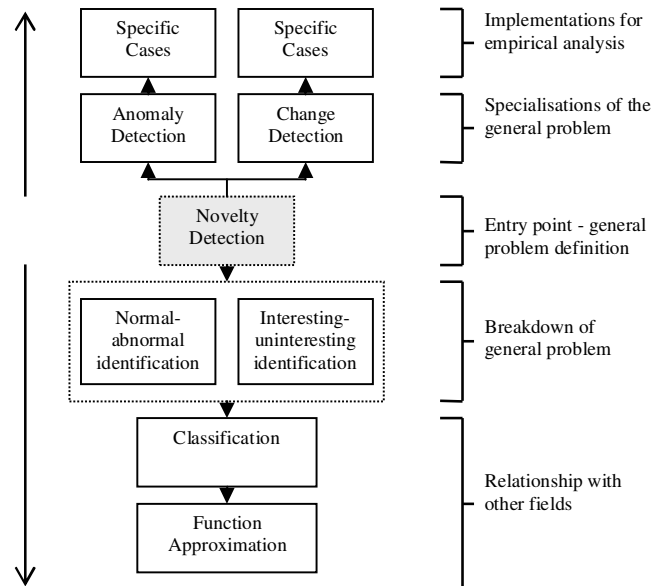 Specific
Cases
Specific
Cases
Implementations for
empirical analysis
Anomaly
Detection
Change
Detection
Specialisations of the
general problem
Novelty
Detection
Entry point - general
problem definition
Normal-
abnormal
identification
Interesting-
uninteresting
identification
Breakdown of
general problem
Classification
Function
Approximation
Relationship with
other fields